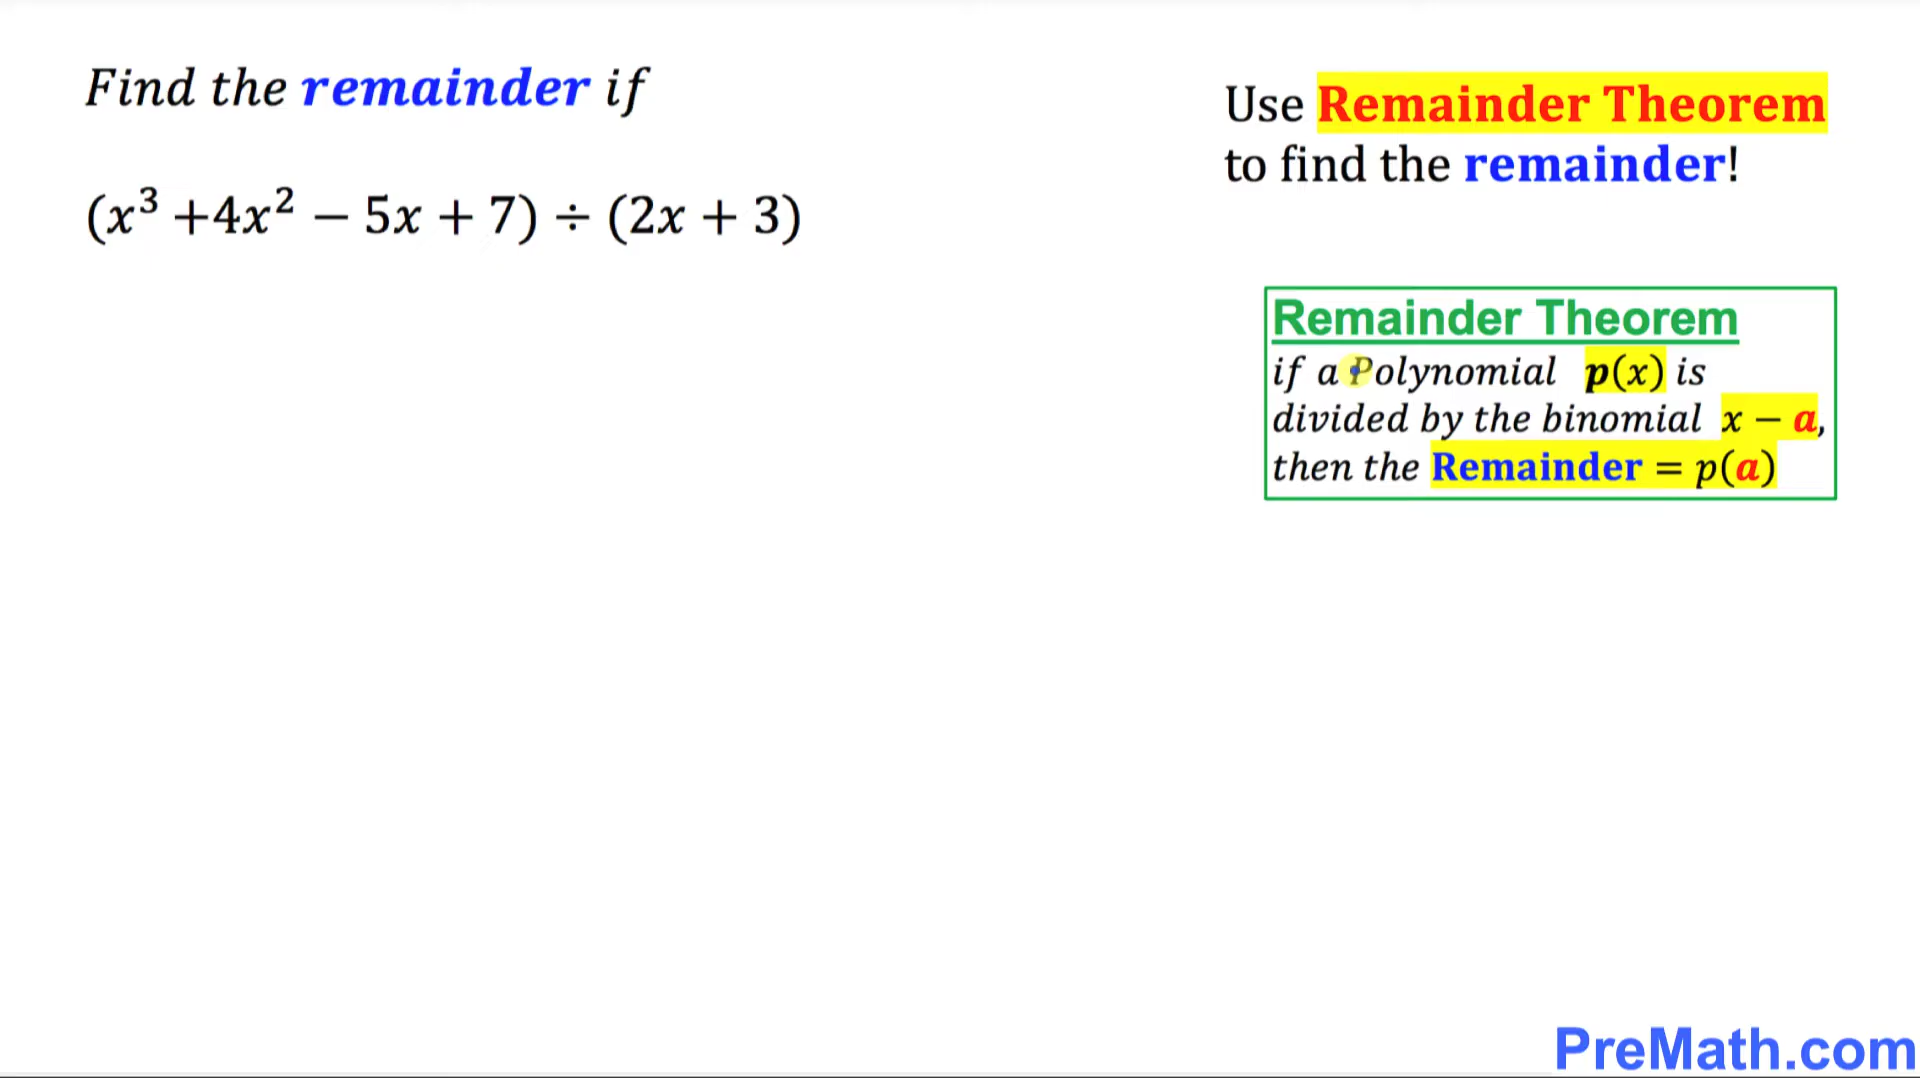 Find the remainder if
(x³ +4x² − 5x + 7) ÷ (2x + 3)
Use Remainder Theorem
to find the remainder!
Remainder Theorem
if a Polynomial p(x) is
divided by the binomial x − a,
then the Remainder = p(a)
PreMath.com